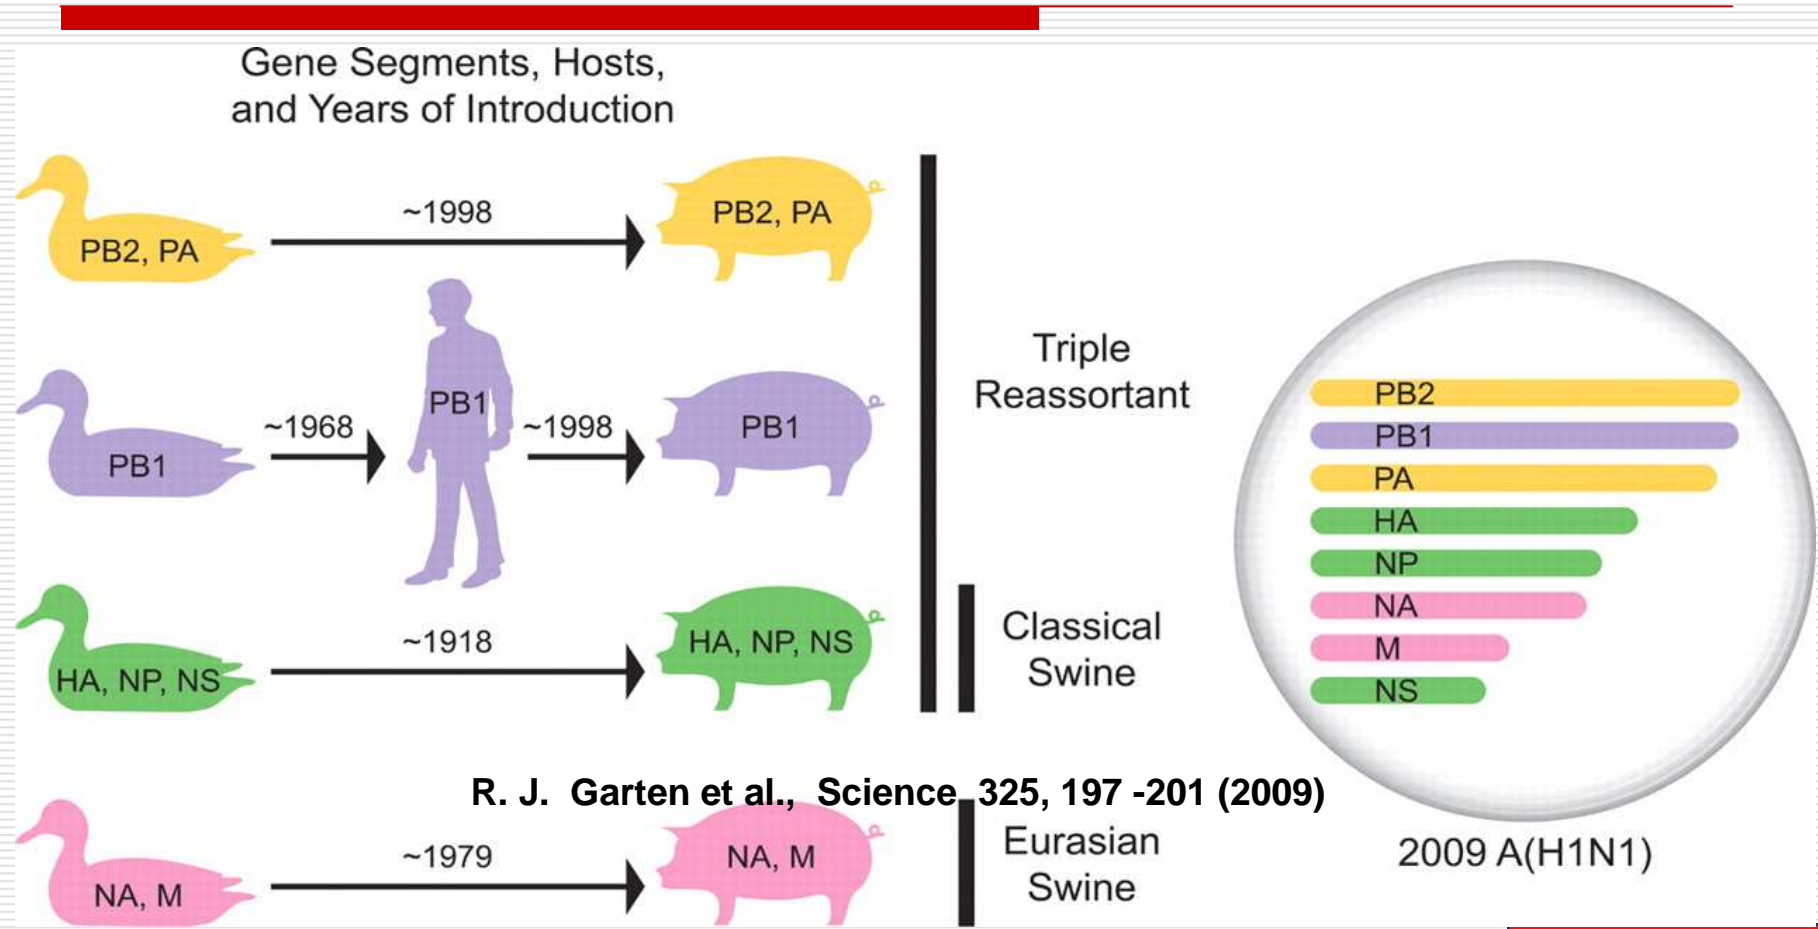 Gene Segments, Hosts,
and Years of Introduction
PB2, PA
~1998
PB2, PA
PB1
~1968
PB1
~1998
PB1
Triple
Reassortant
HA, NP, NS
~1918
HA, NP, NS
Classical
Swine
R. J. Garten et al., Science 325, 197 -201 (2009)
NA, M
~1979
NA, M
Eurasian
Swine
PB2
PB1
PA
HA
NP
NA
M
NS
2009 A(H1N1)